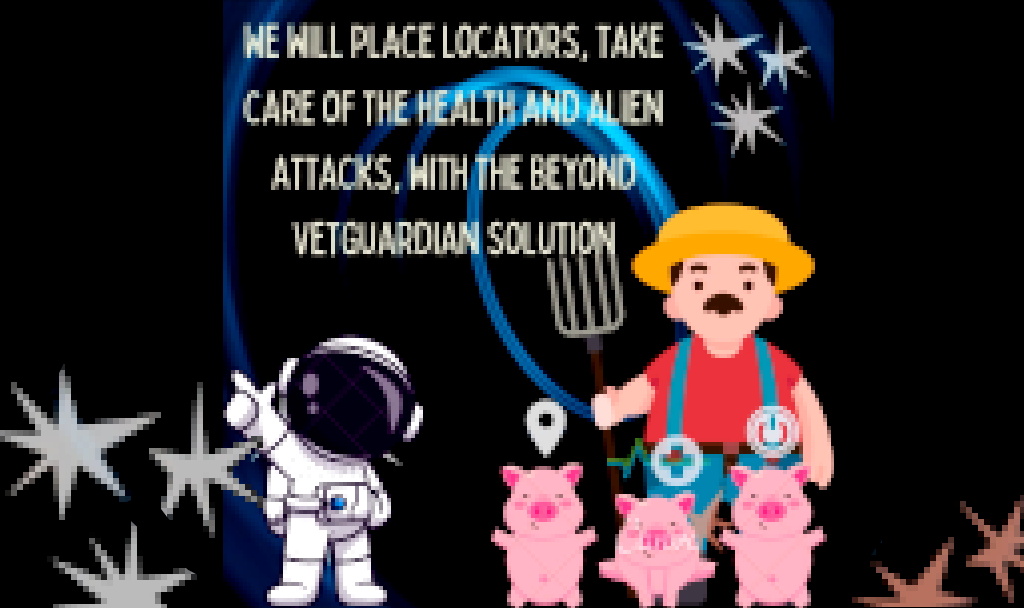 WE WILL PLACE LOCATORS, TAKE
CARE OF THE HEALTH AND ALIEN
ATTACKS, WITH THE BEYOND
VETGUARDIAN SOLUTION